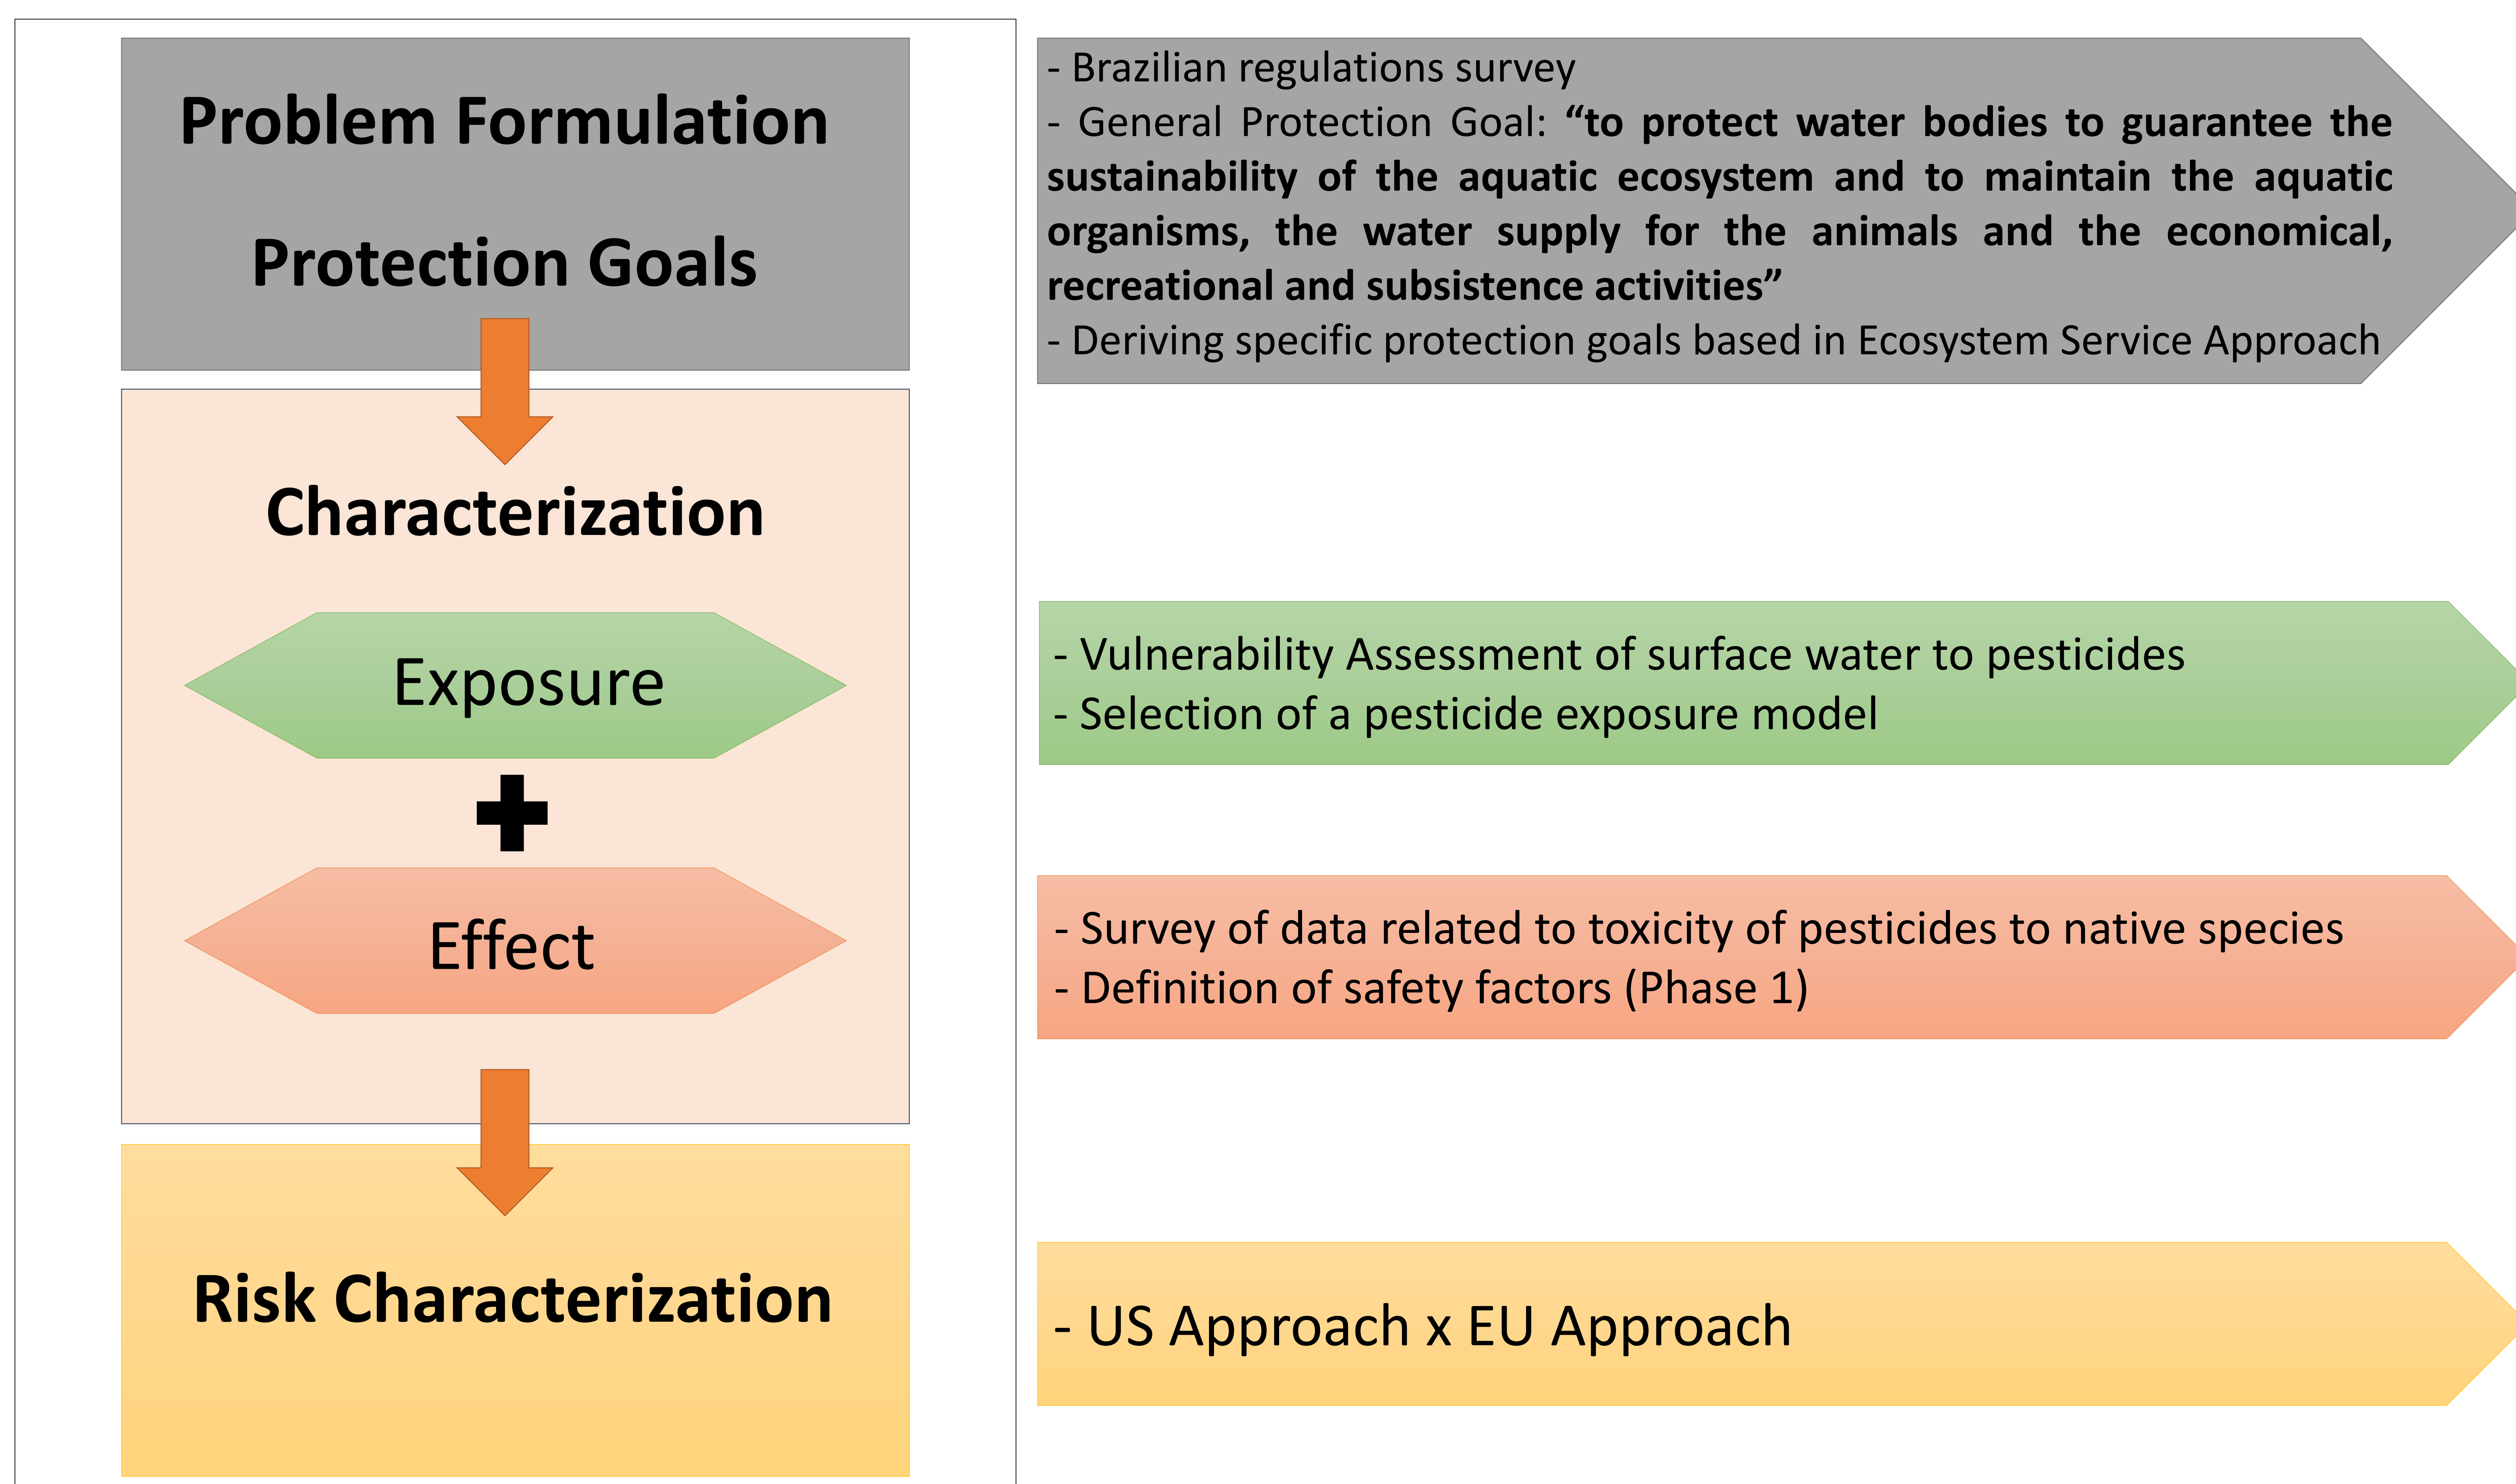 Problem Formulation
Protection Goals
- Brazilian regulations survey
- General Protection Goal: “to protect water bodies to guarantee the
sustainability of the aquatic ecosystem and to maintain the aquatic
organisms, the water supply for the animals and the economical,
recreational and subsistence activities”
- Deriving specific protection goals based in Ecosystem Service Approach
Characterization
Exposure
- Vulnerability Assessment of surface water to pesticides
- Selection of a pesticide exposure model
Effect
- Survey of data related to toxicity of pesticides to native species
- Definition of safety factors (Phase 1)
Risk Characterization
- US Approach x EU Approach